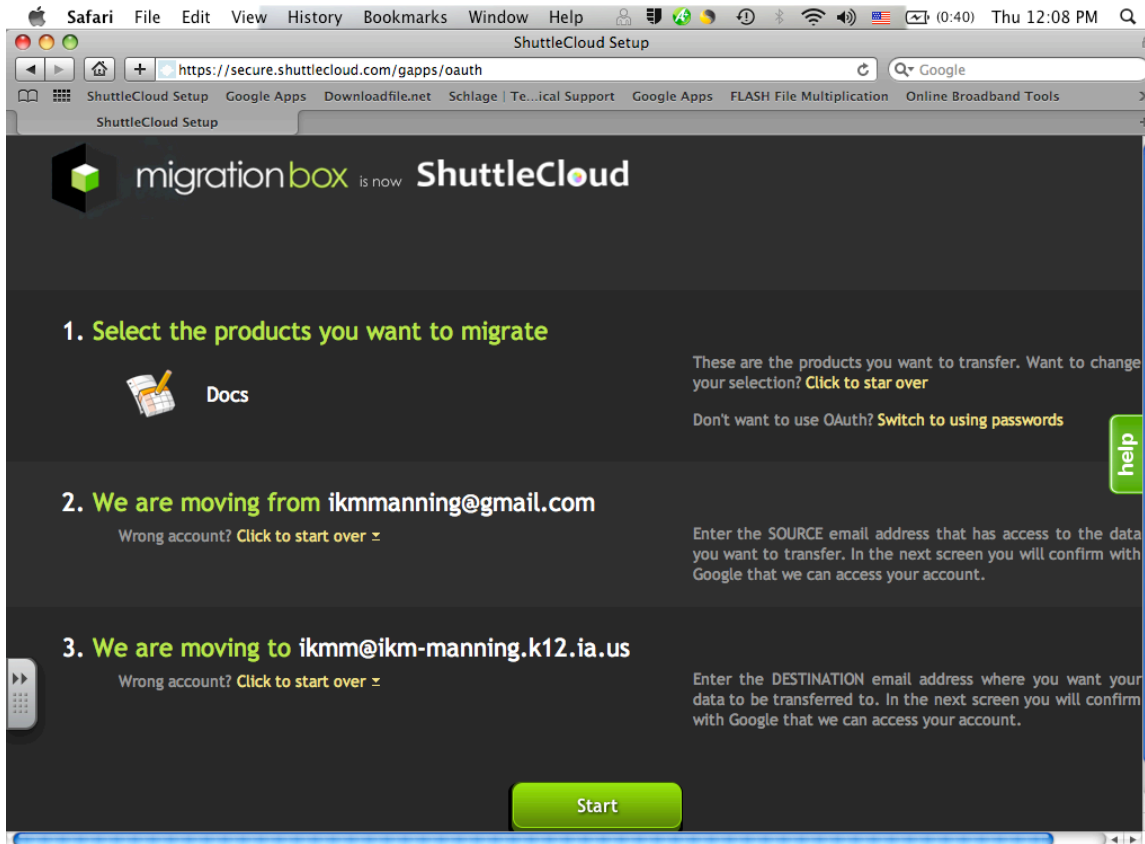 Safari File Edit View History Bookmarks Window Help (0:40) Thu 12:08 PM
ShuttleCloud Setup
https://secure.shuttlecloud.com/gapps/oauth Google
ShuttleCloud Setup Google Apps Downloadfile.net Schlage | Te...ical Support Google Apps FLASH File Multiplication Online Broadband Tools
ShuttleCloud Setup
migrationbox is now ShuttleCloud
1. Select the products you want to migrate
Docs
These are the products you want to transfer. Want to change
your selection? Click to star over
Don't want to use OAuth? Switch to using passwords
help
2. We are moving from ikmmanning@gmail.com
Wrong account? Click to start over
Enter the SOURCE email address that has access to the data
you want to transfer. In the next screen you will confirm with
Google that we can access your account.
3. We are moving to ikmm@ikm-manning.k12.ia.us
Wrong account? Click to start over
Enter the DESTINATION email address where you want your
data to be transferred to. In the next screen you will confirm
with Google that we can access your account.
Start